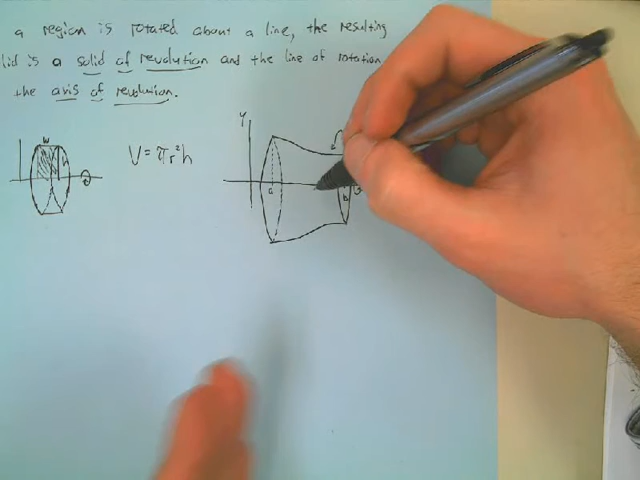 a region is rotated about a line, the resulting
lid is a solid of revolution and the line of rotation
the axis of revolution.
w
V = πr²h
y
a
b